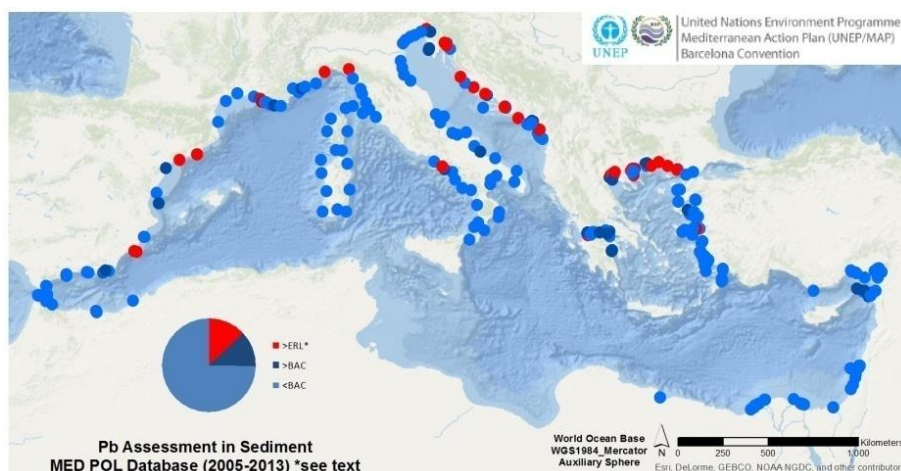 United Nations Environment Programme
Mediterranean Action Plan (UNEP/MAP)
Barcelona Convention
UNEP
>ERL*
>BAC
<BAC
Pb Assessment in Sediment
MED POL Database (2005-2013) *see text
World Ocean Base
WGS1984_Mercator
Auxiliary Sphere
0 250 500 1,000
Kilometers
Esri, DeLorme, GEBCO, NOAA NGDC, and other contributor